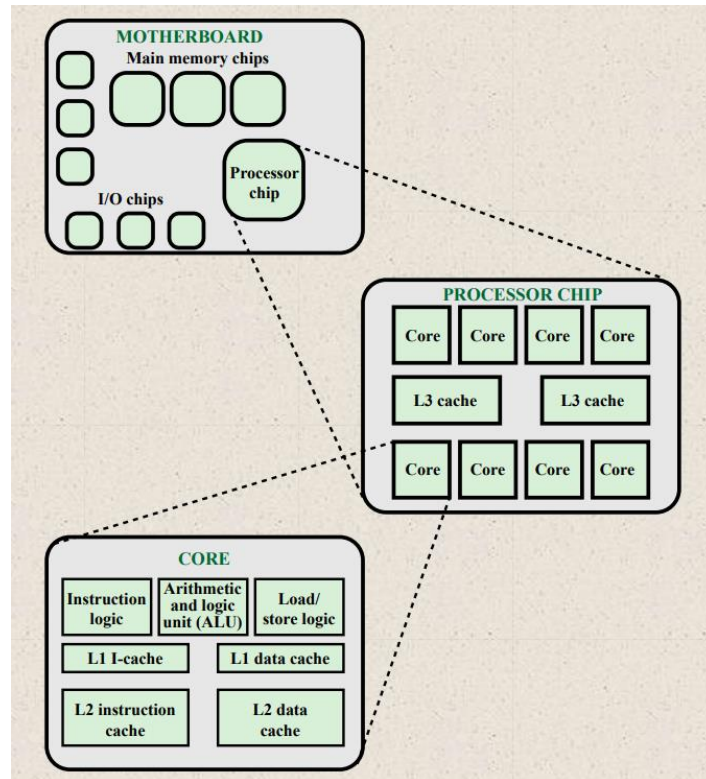 MOTHERBOARD
Main memory chips
Processor
chip
I/O chips
PROCESSOR CHIP
Core
Core
Core
Core
L3 cache
L3 cache
Core
Core
Core
Core
CORE
Instruction
logic
Arithmetic
and logic
unit (ALU)
Load/
store logic
L1 I-cache
L1 data cache
L2 instruction
cache
L2 data
cache